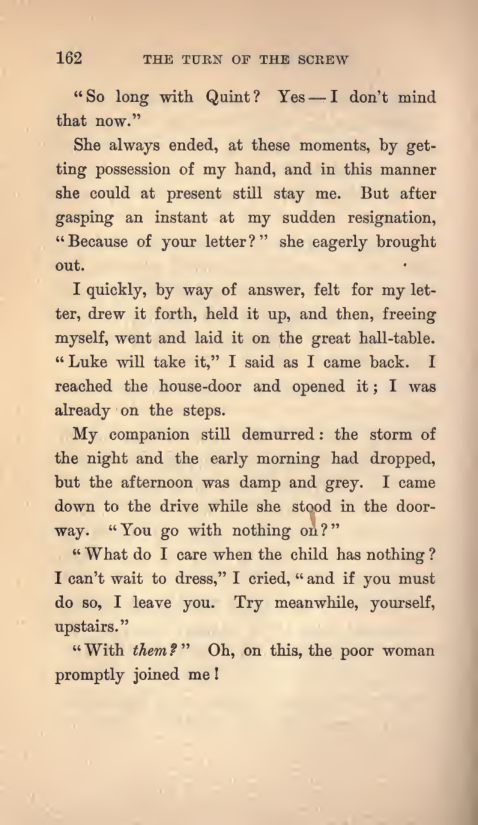 162 THE TURN OF THE SCREW
“So long with Quint? Yes — I don't mind
that now.”
She always ended, at these moments, by get-
ting possession of my hand, and in this manner
she could at present still stay me. But after
gasping an instant at my sudden resignation,
“Because of your letter?” she eagerly brought
out.
I quickly, by way of answer, felt for my let-
ter, drew it forth, held it up, and then, freeing
myself, went and laid it on the great hall-table.
“Luke will take it,” I said as I came back. I
reached the house-door and opened it; I was
already on the steps.
My companion still demurred: the storm of
the night and the early morning had dropped,
but the afternoon was damp and grey. I came
down to the drive while she stood in the door-
way. “You go with nothing on?”
“What do I care when the child has nothing?
I can't wait to dress,” I cried, “and if you must
do so, I leave you. Try meanwhile, yourself,
upstairs.”
“With them?” Oh, on this, the poor woman
promptly joined me!